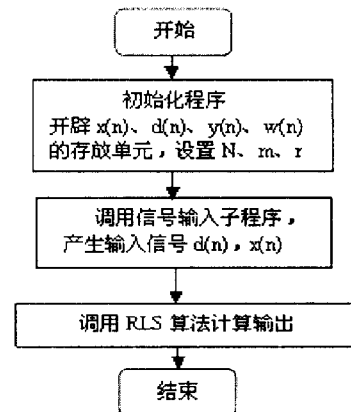 开始
初始化程序
开辟 x(n)、d(n)、y(n)、w(n)
的存放单元，设置 N、m、r
调用信号输入子程序，
产生输入信号 d(n)，x(n)
调用 RLS 算法计算输出
结束